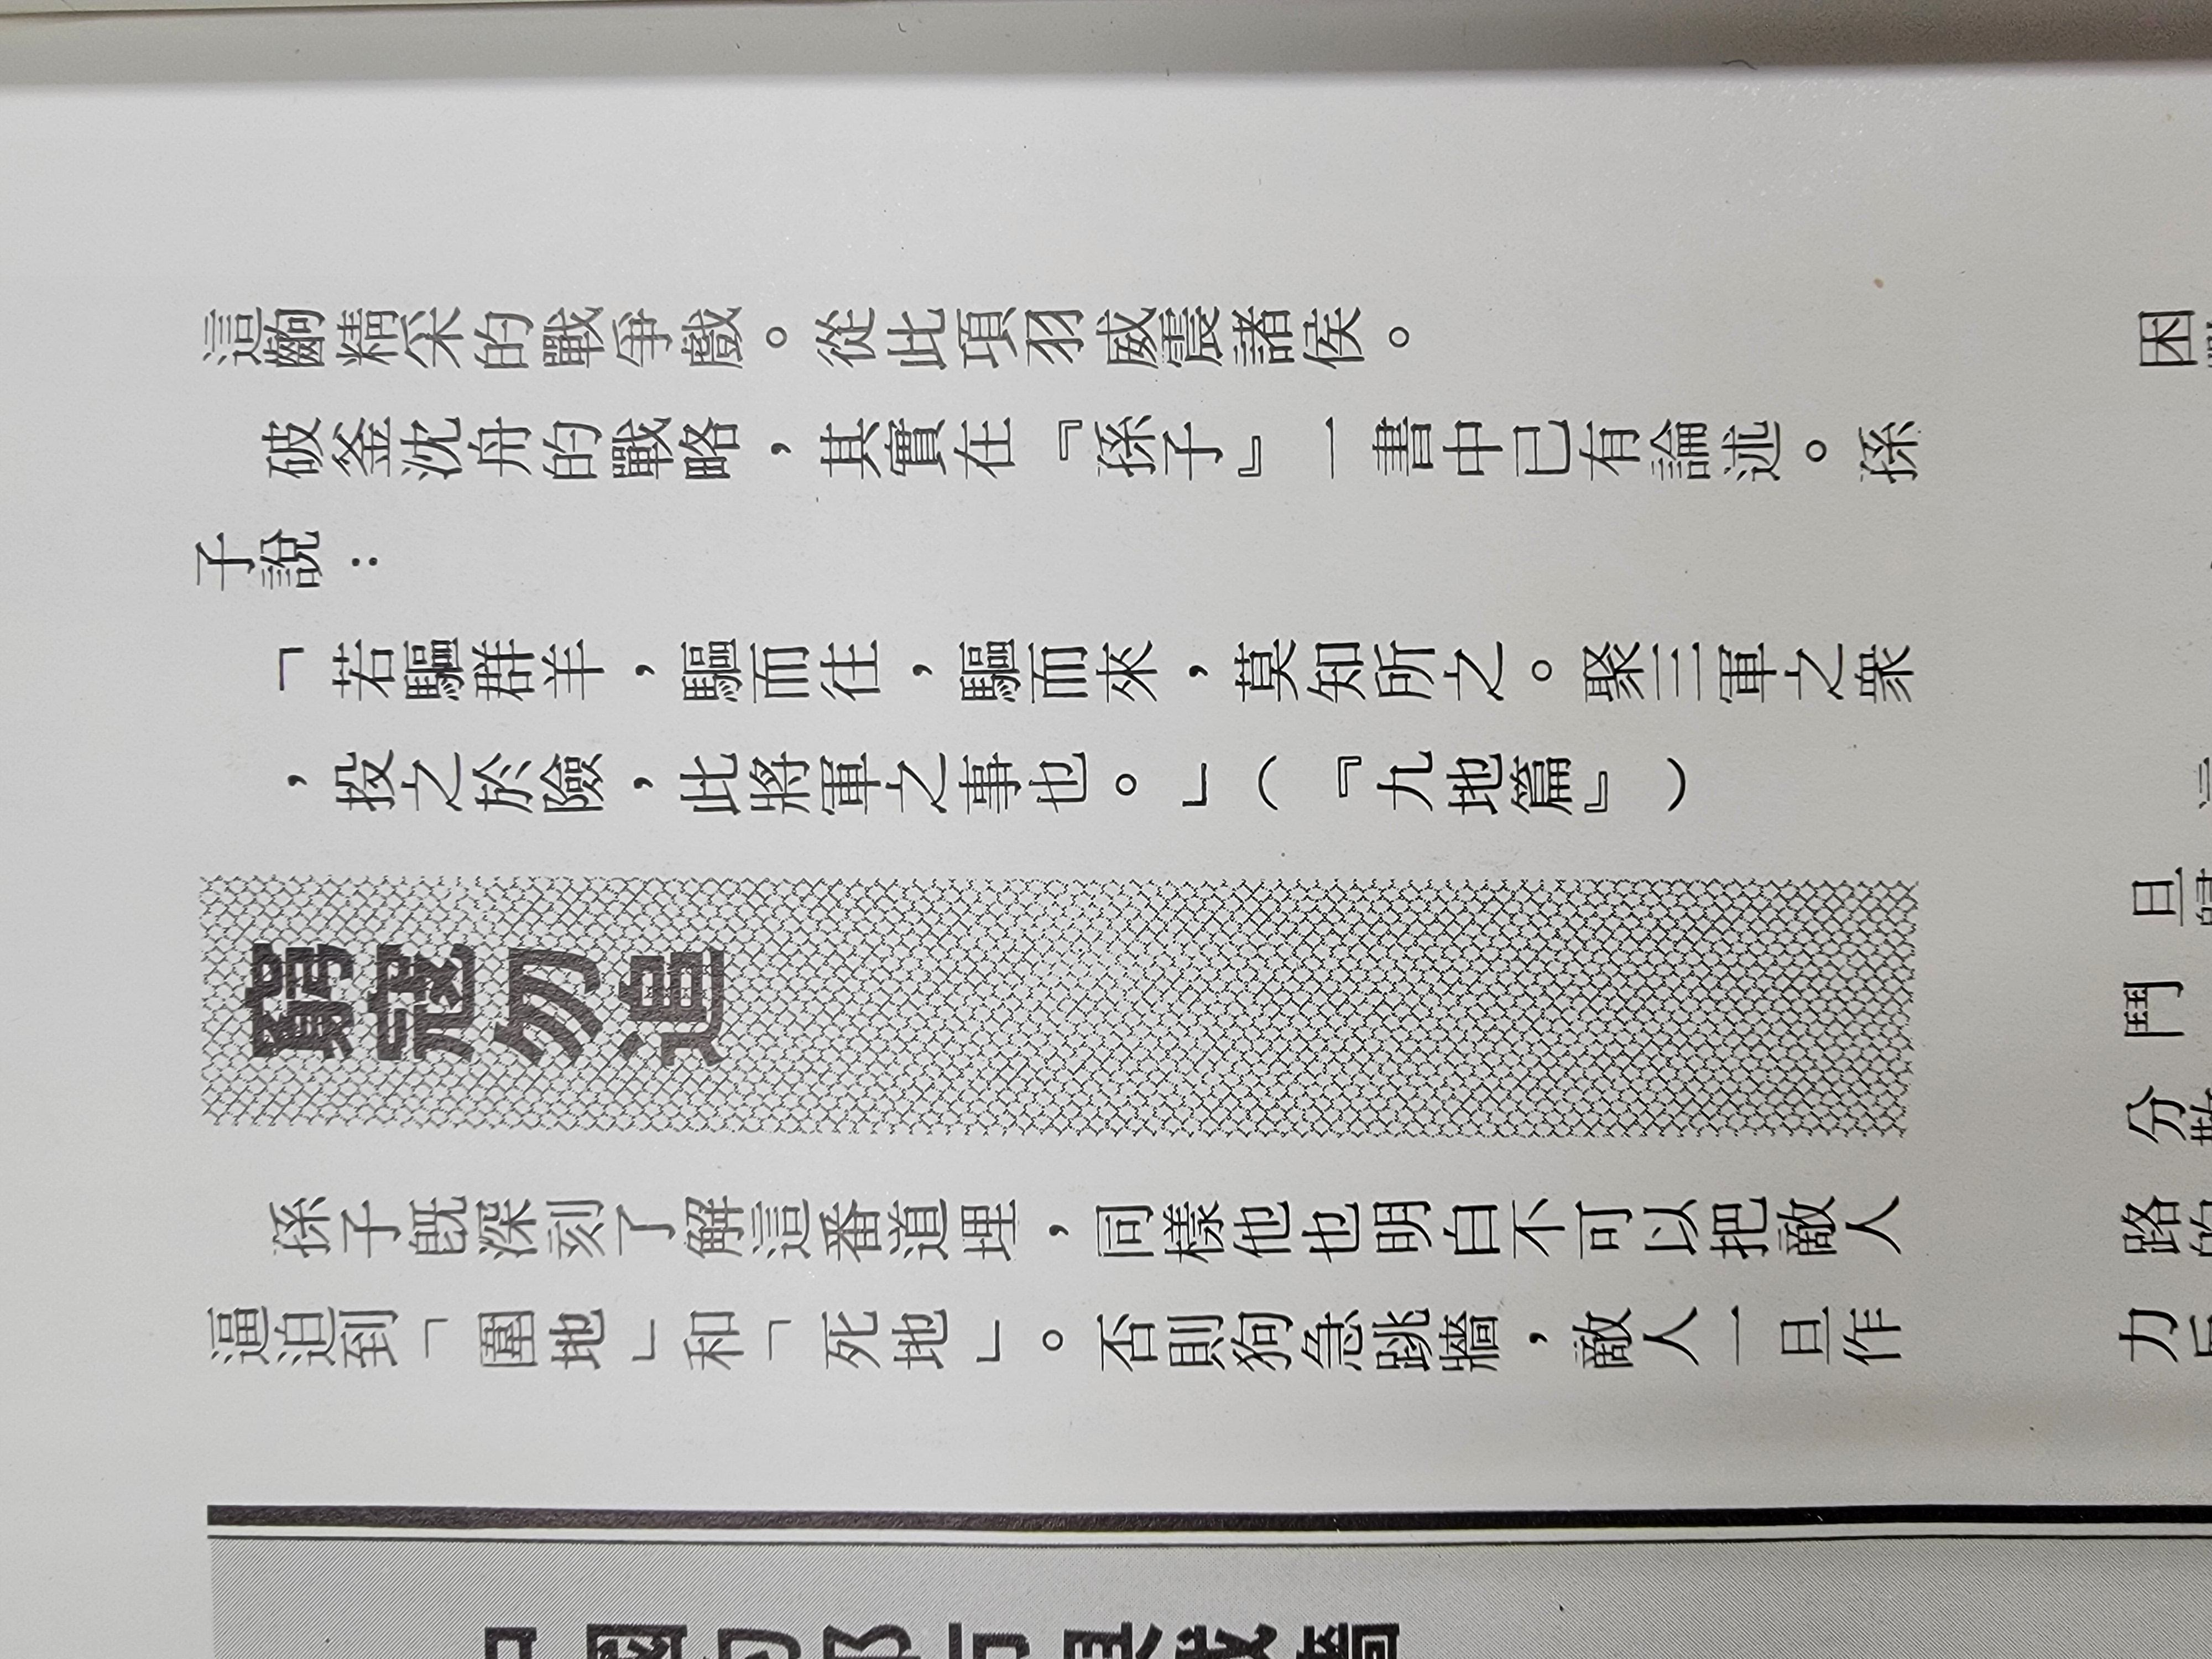 這齣精采的戰爭戲。從此項羽威震諸侯。
破釜沈舟的戰略，其實在『孫子』一書中已有論述。孫
子說：
「若驅群羊，驅而往，驅而來，莫知所之。聚三軍之衆
，投之於險，此將軍之事也。」（『九地篇』）
窮寇勿追
孫子旣深刻了解這番道埋，同樣他也明白不可以把敵人
逼迫到「圍地」和「死地」。否則狗急跳牆，敵人一旦作
困
旦
鬥
分散
路的
力